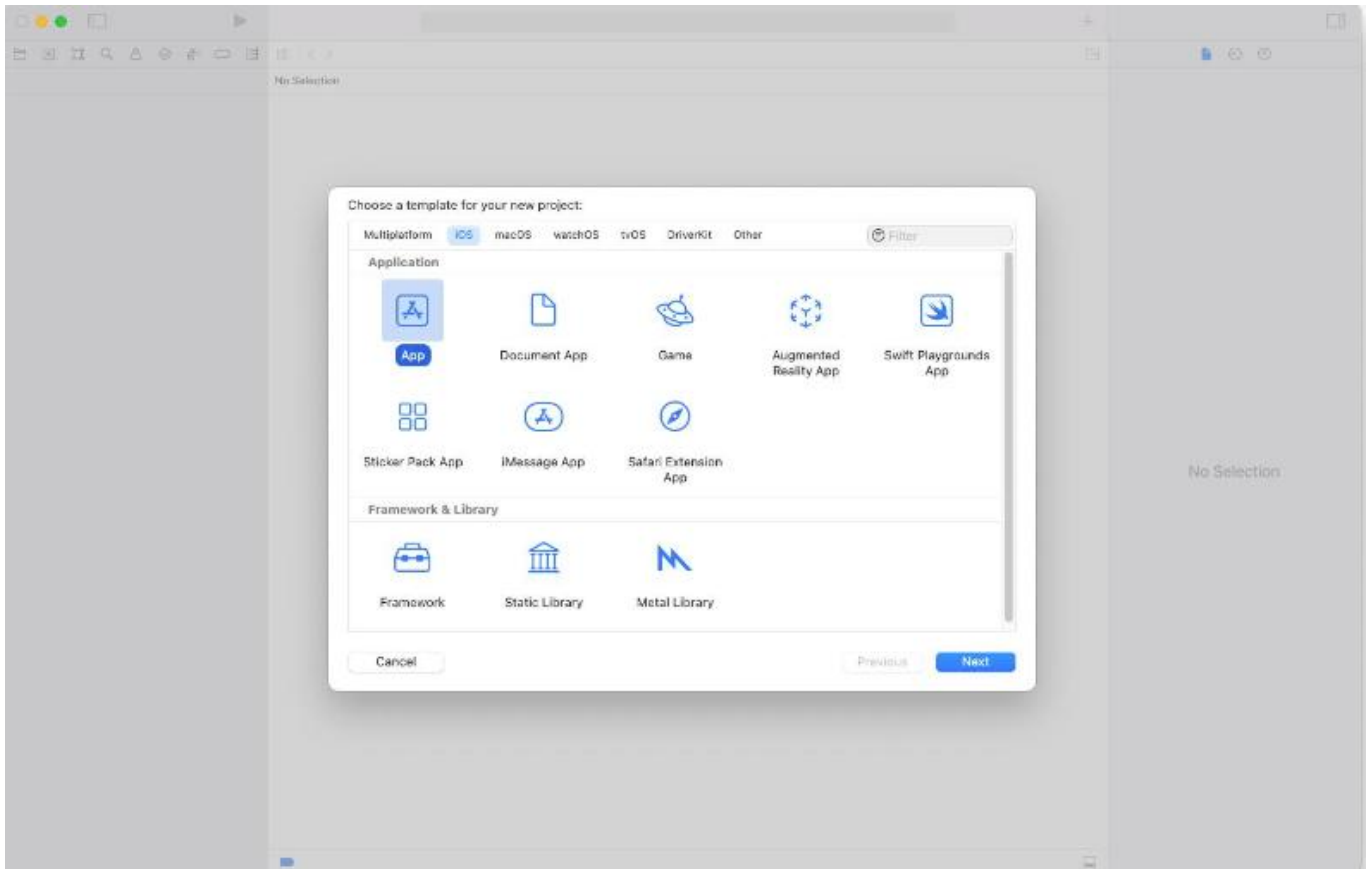 No Selection
Choose a template for your new project:
Multiplatform iOS macOS watchOS tvOS DriverKit Other Filter
Application
App Document App Game Augmented Reality App Swift Playgrounds App
Sticker Pack App iMessage App Safari Extension App
No Selection
Framework & Library
Framework Static Library Metal Library
Cancel Previous Next